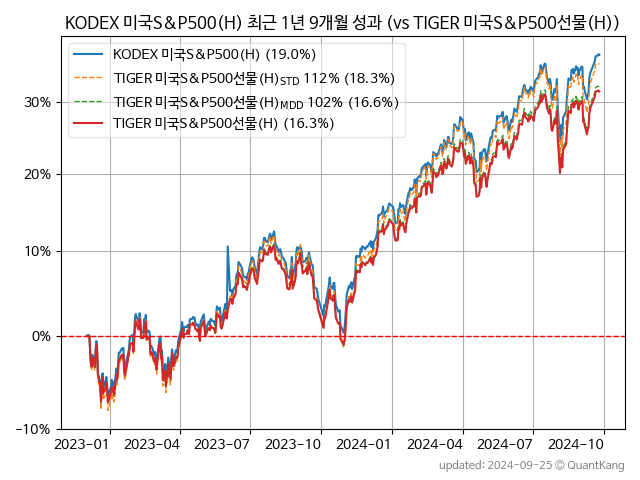 KODEX 미국S&P500(H) 최근 1년 9개월 성과 (vs TIGER 미국S&P500선물(H))
KODEX 미국S&P500(H) (19.0%)
TIGER 미국S&P500선물(H)STD 112% (18.3%)
TIGER 미국S&P500선물(H)MDD 102% (16.6%)
TIGER 미국S&P500선물(H) (16.3%)
30%
20%
10%
0%
−10%
2023-01 2023-04 2023-07 2023-10 2024-01 2024-04 2024-07 2024-10
updated: 2024-09-25 © QuantKang